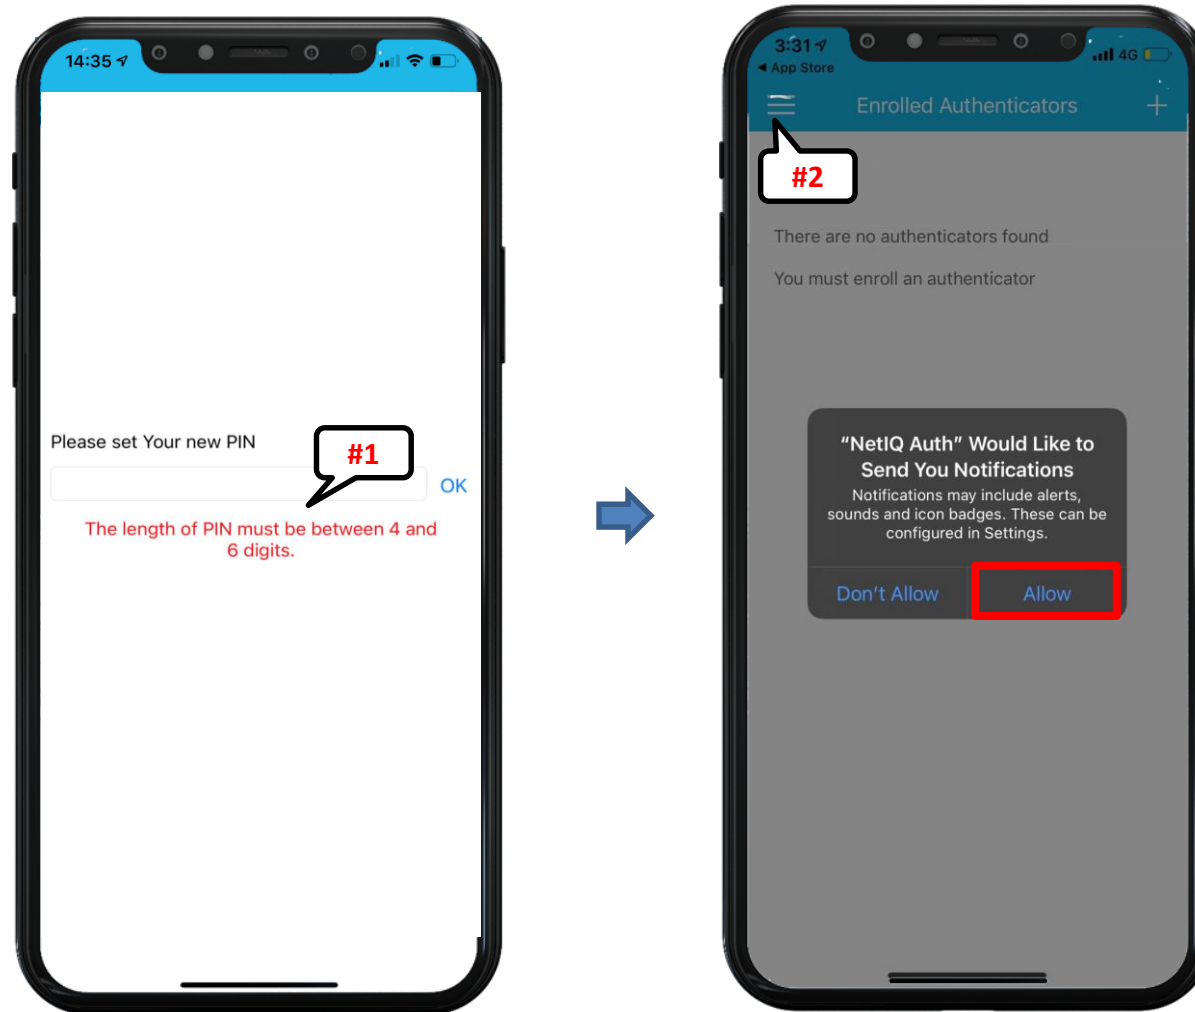 14:35
Please set Your new PIN
#1
OK
The length of PIN must be between 4 and
6 digits.
3:31
4G
◀ App Store
Enrolled Authenticators
#2
There are no authenticators found
You must enroll an authenticator
“NetIQ Auth” Would Like to
Send You Notifications
Notifications may include alerts,
sounds and icon badges. These can be
configured in Settings.
Don’t Allow
Allow